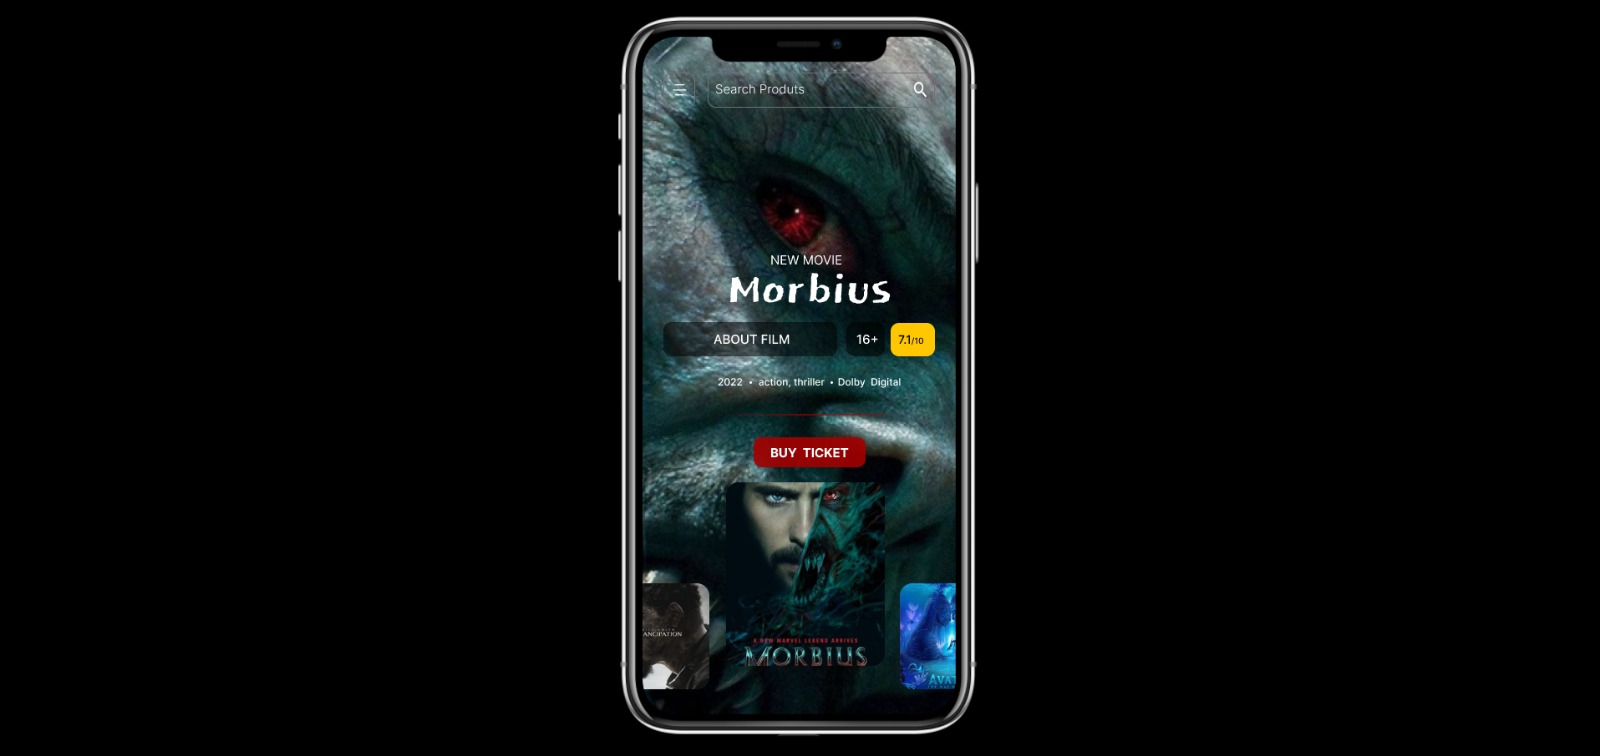 Search Produts
NEW MOVIE
Morbius
ABOUT FILM
16+
7.1/10
2022 • action, thriller • Dolby Digital
BUY TICKET
A NEW MARVEL LEGEND ARRIVES
MORBIUS
ANCIPATION
AVAT